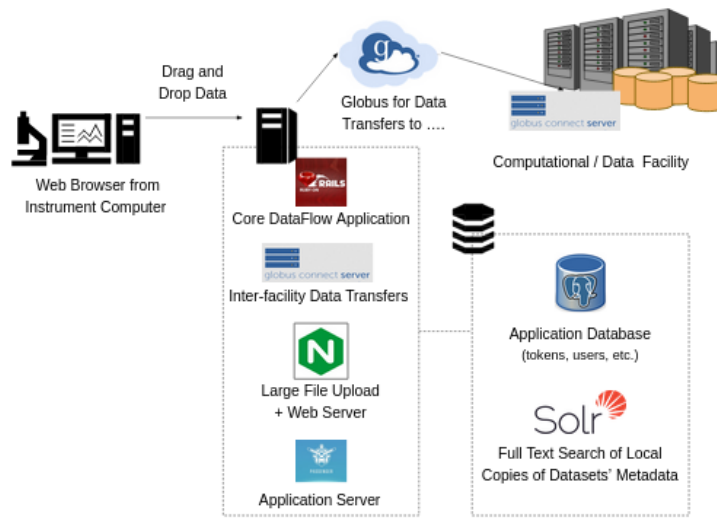 Drag and
Drop Data
g
Globus for Data
Transfers to ....
globus connect server
Computational / Data Facility
Web Browser from
Instrument Computer
RAILS
Core DataFlow Application
globus connect server
Inter-facility Data Transfers
N
Large File Upload
+ Web Server
Application Server
Application Database
(tokens, users, etc.)
Solr
Full Text Search of Local
Copies of Datasets' Metadata